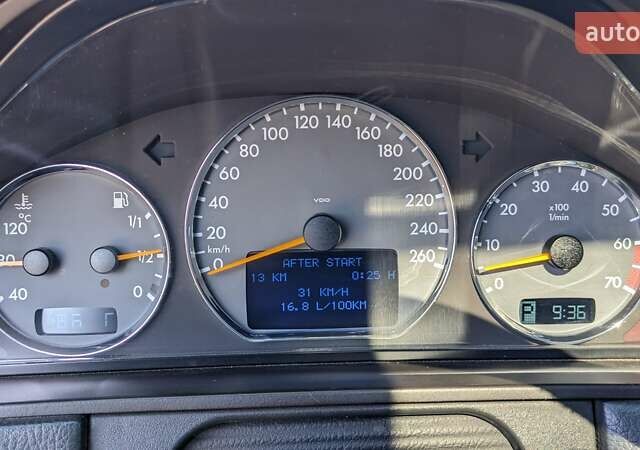 auto
120
°C
80
40
1/1
1/2
0
0
20
40
60
80
100
120
140
160
180
200
220
240
260
km/h
VDO
AFTER START
13 KM 0:25 H
31 KM/H
16.8 L/100KM
0
10
20
30
40
50
60
70
x100
1/min
9:36